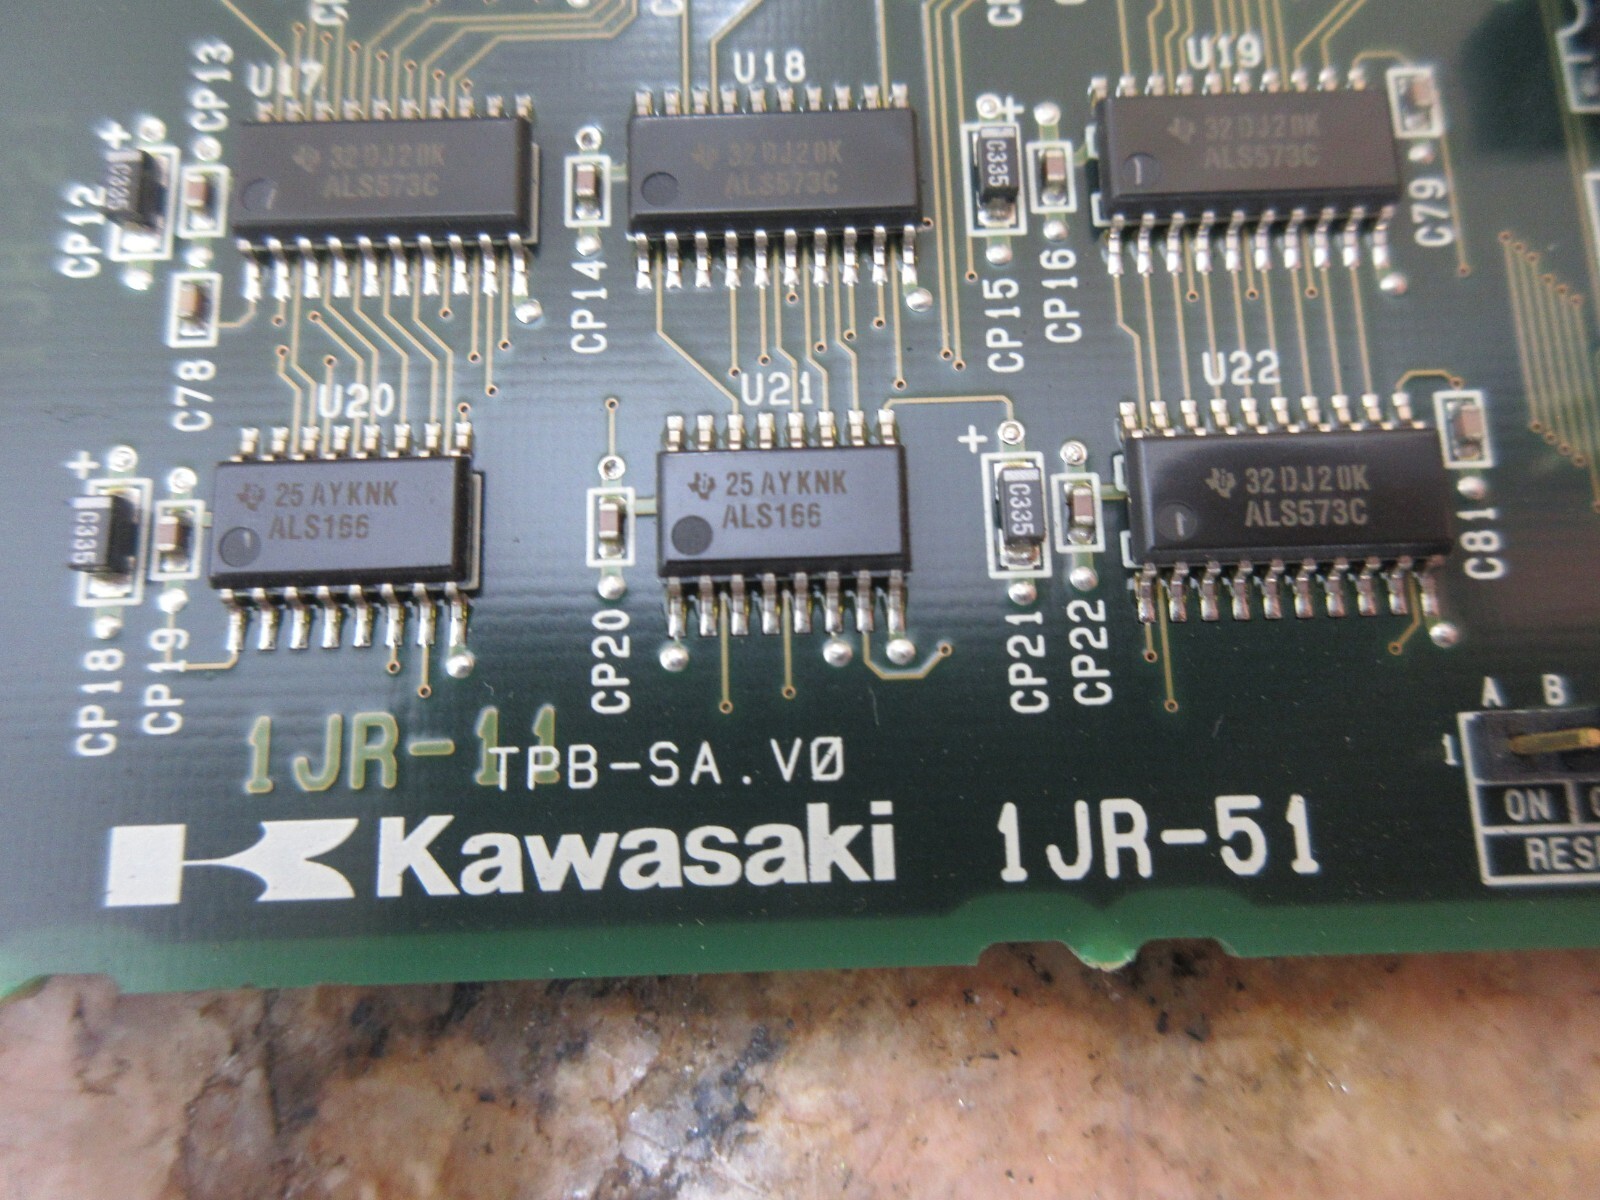 U17
U18
U19
CP13
CP12
32DJ20K
ALS573C
32DJ20K
ALS573C
C335
32DJ20K
ALS573C
C79
C78
CP14
CP15
CP16
U20
U21
U22
C335
25AYKNK
ALS166
25AYKNK
ALS166
C335
32DJ20K
ALS573C
C81
CP18
CP19
CP20
CP21
CP22
A B
1
1JR-11
TPB-SA.VØ
Kawasaki 1JR-51
ON